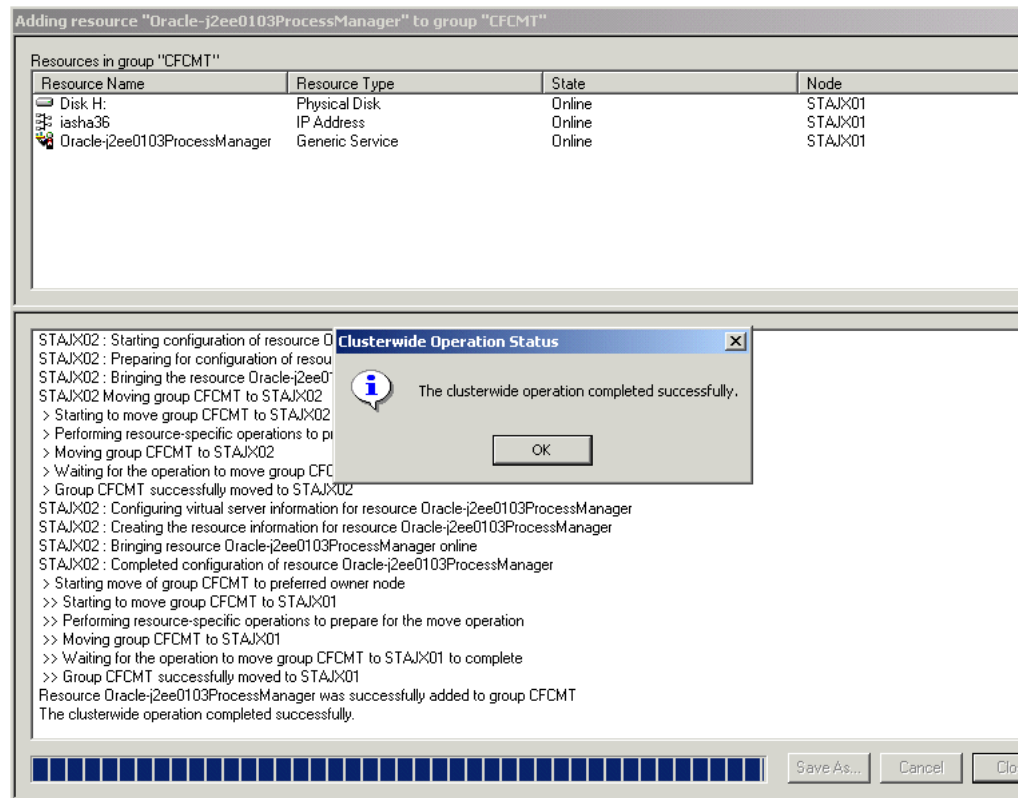 Adding resource "Oracle-j2ee0103ProcessManager" to group "CFCMT"
Resources in group "CFCMT"
Resource Name Resource Type State Node
Disk H: Physical Disk Online STAJX01
iasha36 IP Address Online STAJX01
Oracle-j2ee0103ProcessManager Generic Service Online STAJX01
STAJX02 : Starting configuration of resource O
STAJX02 : Preparing for configuration of resou
STAJX02 : Bringing the resource Oracle-j2ee0
STAJX02 Moving group CFCMT to STAJX02
> Starting to move group CFCMT to STAJX02
> Performing resource-specific operations to p
> Moving group CFCMT to STAJX02
> Waiting for the operation to move group CFC
> Group CFCMT successfully moved to STAJX02
STAJX02 : Configuring virtual server information for resource Oracle-j2ee0103ProcessManager
STAJX02 : Creating the resource information for resource Oracle-j2ee0103ProcessManager
STAJX02 : Bringing resource Oracle-j2ee0103ProcessManager online
STAJX02 : Completed configuration of resource Oracle-j2ee0103ProcessManager
> Starting move of group CFCMT to preferred owner node
>> Starting to move group CFCMT to STAJX01
>> Performing resource-specific operations to prepare for the move operation
>> Moving group CFCMT to STAJX01
>> Waiting for the operation to move group CFCMT to STAJX01 to complete
>> Group CFCMT successfully moved to STAJX01
Resource Oracle-j2ee0103ProcessManager was successfully added to group CFCMT
The clusterwide operation completed successfully.
Clusterwide Operation Status
The clusterwide operation completed successfully.
OK
Save As... Cancel Clo